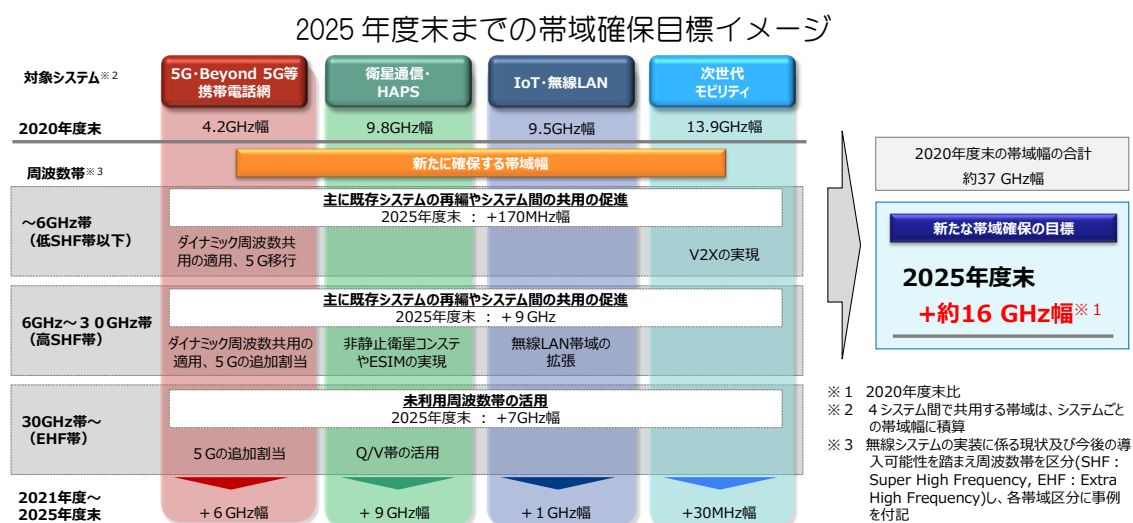 2025 年度末までの帯域確保目標イメージ
対象システム※2
5G・Beyond 5G等
携帯電話網
衛星通信・
HAPS
IoT・無線LAN
次世代
モビリティ
2020年度末
4.2GHz幅
9.8GHz幅
9.5GHz幅
13.9GHz幅
新たに確保する帯域幅
周波数帯※3
～6GHz帯
（低SHF帯以下）
主に既存システムの再編やシステム間の共用の促進
2025年度末 ： +170MHz幅
ダイナミック周波数共
用の適用、５G移行
V2Xの実現
6GHz～３０GHz帯
（高SHF帯）
主に既存システムの再編やシステム間の共用の促進
2025年度末 ： +９GHz
ダイナミック周波数共用の
適用、５Gの追加割当
非静止衛星コンステ
やESIMの実現
無線LAN帯域の
拡張
30GHz帯～
（EHF帯）
未利用周波数帯の活用
2025年度末 ： +7GHz幅
５Gの追加割当
Q/V帯の活用
2021年度～
2025年度末
+６GHz幅
+９GHz幅
+１GHz幅
+30MHz幅
2020年度末の帯域幅の合計
約37 GHz幅
新たな帯域確保の目標
2025年度末
+約16 GHz幅※1
※１ 2020年度末比
※２ ４システム間で共用する帯域は、システムごと
の帯域幅に積算
※３ 無線システムの実装に係る現状及び今後の導
入可能性を踏まえ周波数帯を区分(SHF：
Super High Frequency, EHF：Extra
High Frequency)し、各帯域区分に事例
を付記